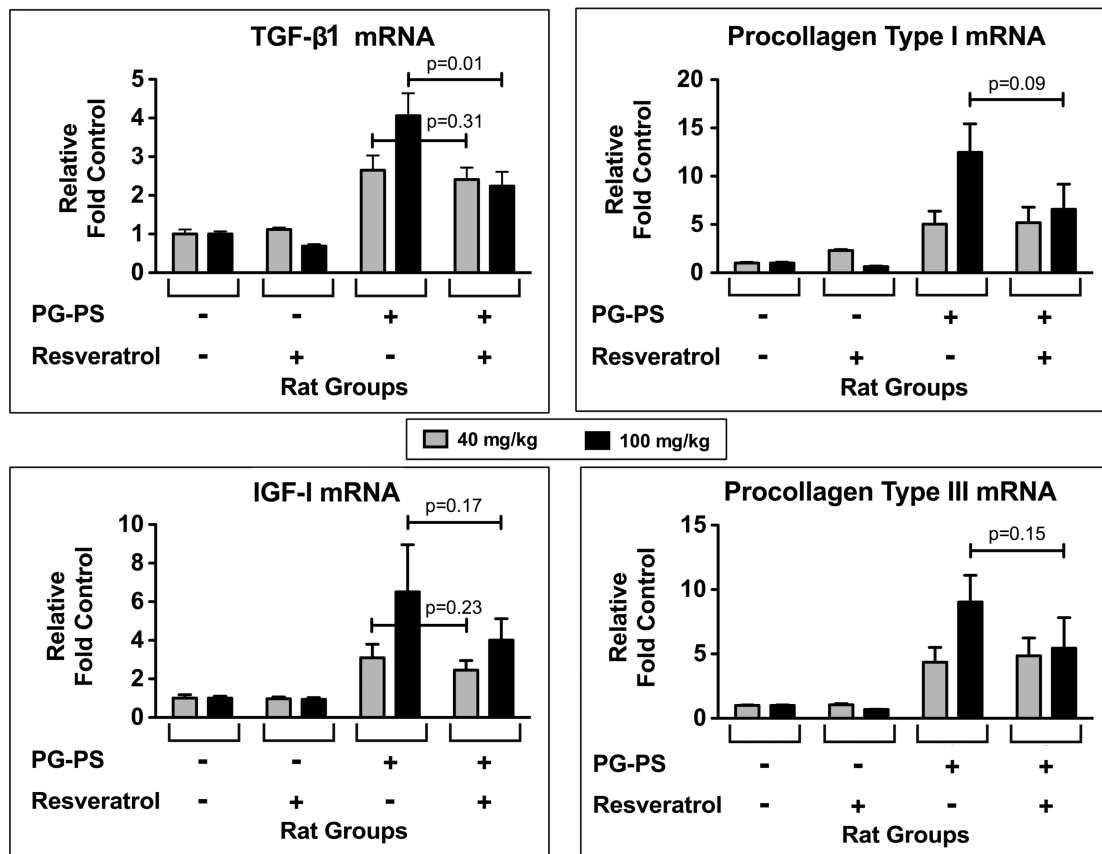 TGF-β1 mRNA
Relative
Fold Control
5
4
3
2
1
0
p=0.01
p=0.31
PG-PS - - + +
Resveratrol - + - +
Rat Groups
Procollagen Type I mRNA
Relative
Fold Control
20
15
10
5
0
p=0.09
PG-PS - - + +
Resveratrol - + - +
Rat Groups
40 mg/kg 100 mg/kg
IGF-I mRNA
Relative
Fold Control
10
8
6
4
2
0
p=0.17
p=0.23
PG-PS - - + +
Resveratrol - + - +
Rat Groups
Procollagen Type III mRNA
Relative
Fold Control
15
10
5
0
p=0.15
PG-PS - - + +
Resveratrol - + - +
Rat Groups